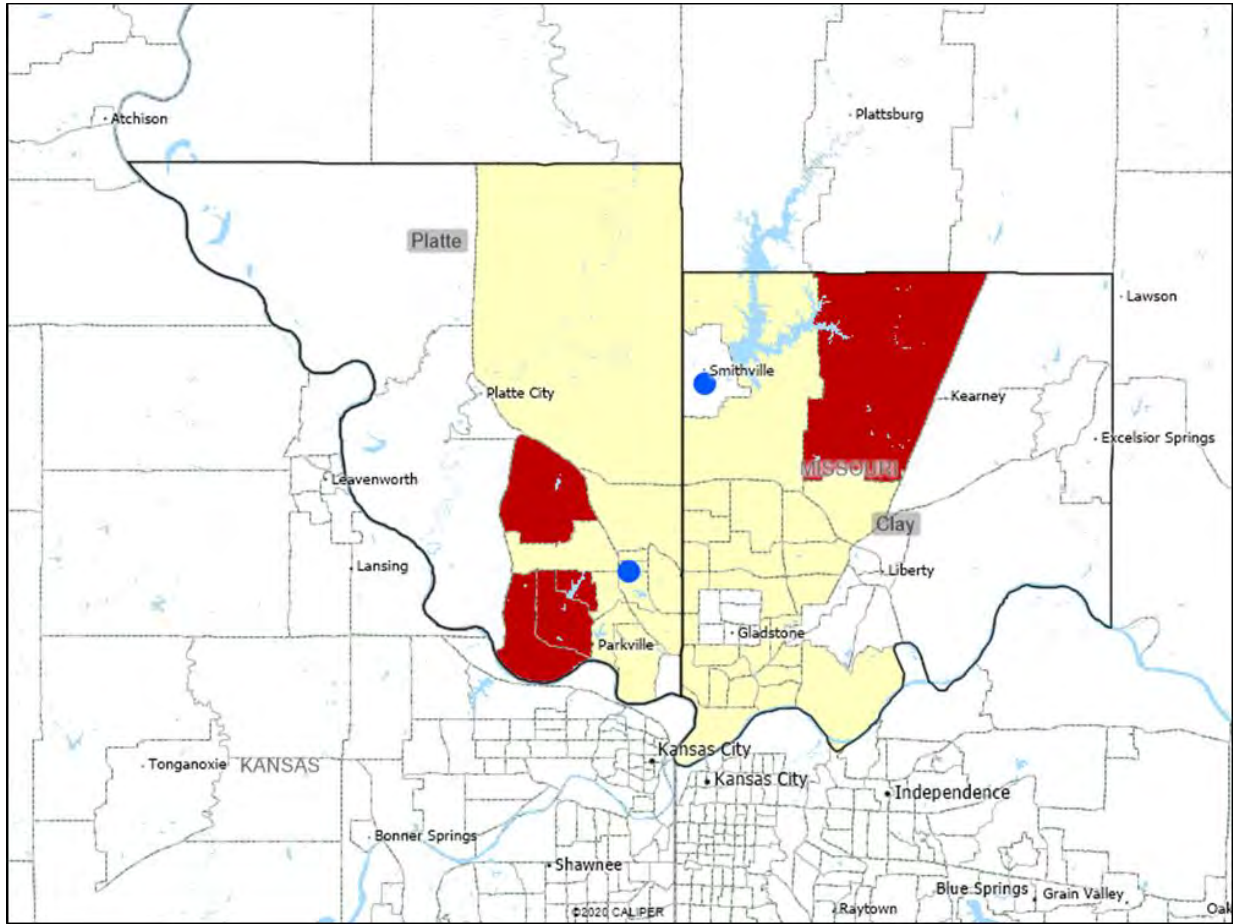 Atchison
Plattsburg
Platte
Lawson
Smithville
Platte City
Kearney
Excelsior Springs
MISSOURI
Leavenworth
Clay
Lansing
Liberty
Gladstone
Parkville
Kansas City
Tonganoxie
KANSAS
Kansas City
Independence
Bonner Springs
Shawnee
Blue Springs
Grain Valley
Oak
©2020 CALIPER
Raytown